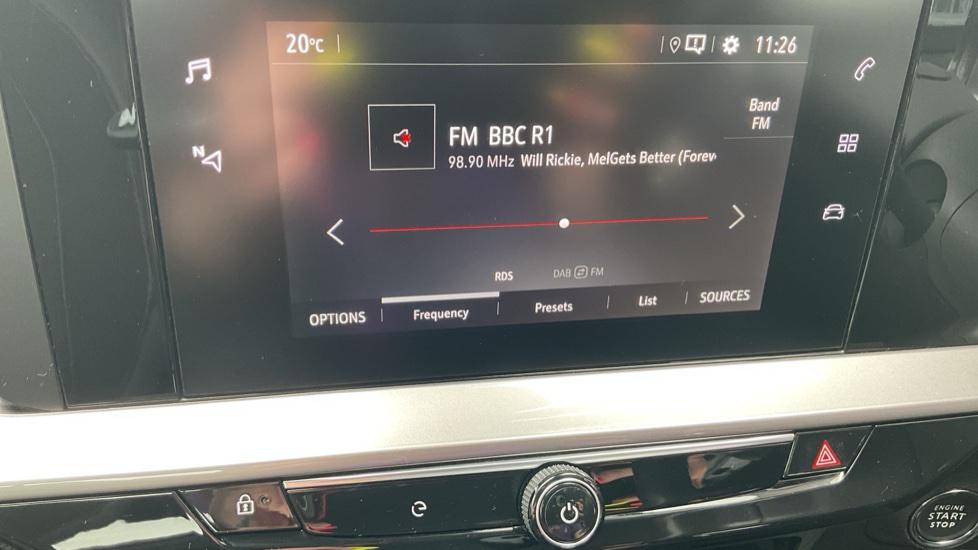 20°C
11:26
N
Band
FM
FM BBC R1
98.90 MHz Will Rickie, MelGets Better (Forev
RDS
DAB FM
OPTIONS Frequency Presets List SOURCES
ENGINE
START
STOP